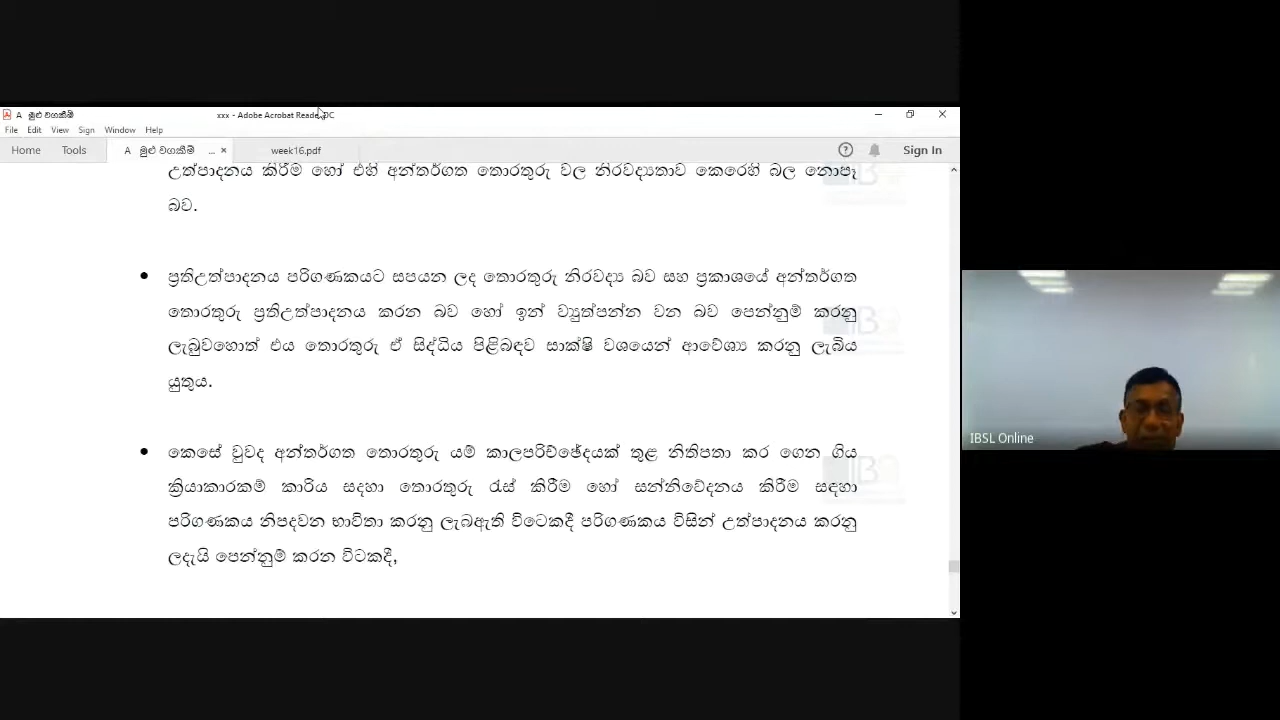 A මුළු වගකීම්
xxx - Adobe Acrobat Reader DC
File Edit View Sign Window Help
Home Tools A මුළු වගකීම් ... × week16.pdf Sign In
උත්පාදනය කිරීම හෝ එහි අන්තර්ගත තොරතුරු වල නිරවද්‍යතාව කෙරෙහි බල නොපෑ
බව.
• ප්‍රතිඋත්පාදනය පරිගණකයට සපයන ලද තොරතුරු නිරවද්‍ය බව සහ ප්‍රකාශයේ අන්තර්ගත
තොරතුරු ප්‍රතිඋත්පාදනය කරන බව හෝ ඉන් ව්‍යුත්පන්න වන බව පෙන්නුම් කරනු
ලැබුවහොත් එය තොරතුරු ඒ සිද්ධිය පිළිබඳව සාක්ෂි වශයෙන් ආවේශ්‍ය කරනු ලැබිය
යුතුය.
• කෙසේ වුවද අන්තර්ගත තොරතුරු යම් කාලපරිච්ඡේදයක් තුළ නිතිපතා කර ගෙන ගිය
ක්‍රියාකාරකම් කාරිය සදහා තොරතුරු රැස් කිරීම හෝ සන්නිවේදනය කිරීම සඳහා
පරිගණකය නිපදවන භාවිතා කරනු ලැබඇති විටෙකදී පරිගණකය විසින් උත්පාදනය කරනු
ලදැයි පෙන්නුම් කරන විටකදී,
IBSL Online